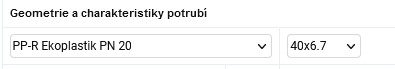 Geometrie a charakteristiky potrubí
PP-R Ekoplastik PN 20 40x6.7